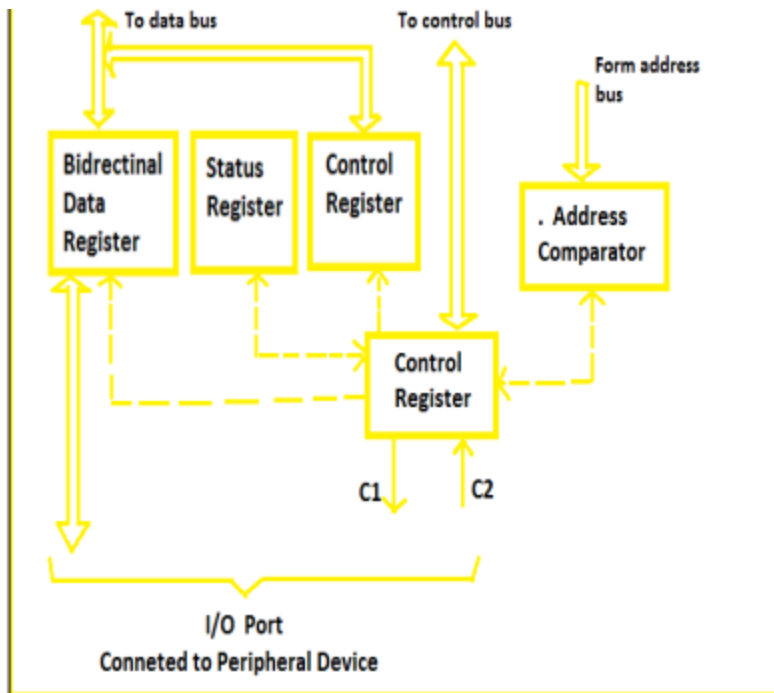 To data bus
To control bus
Form address
bus
Bidrectinal
Data
Register
Status
Register
Control
Register
. Address
Comparator
Control
Register
C1
C2
I/O Port
Conneted to Peripheral Device